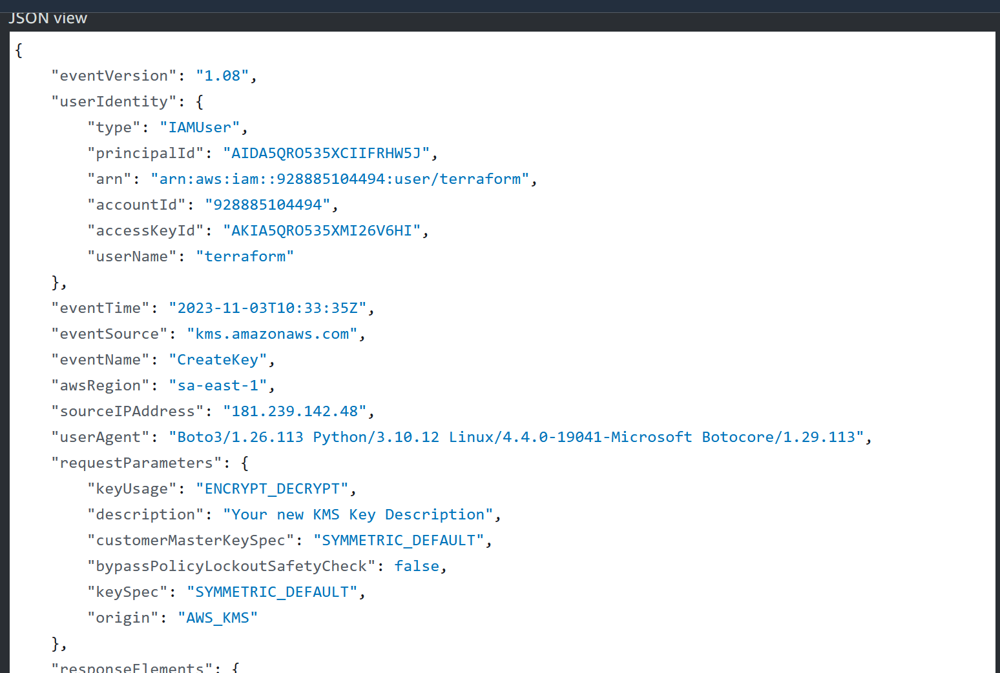 JSON view
{
    "eventVersion": "1.08",
    "userIdentity": {
        "type": "IAMUser",
        "principalId": "AIDA5QRO535XCIIFRHW5J",
        "arn": "arn:aws:iam::928885104494:user/terraform",
        "accountId": "928885104494",
        "accessKeyId": "AKIA5QRO535XMI26V6HI",
        "userName": "terraform"
    },
    "eventTime": "2023-11-03T10:33:35Z",
    "eventSource": "kms.amazonaws.com",
    "eventName": "CreateKey",
    "awsRegion": "sa-east-1",
    "sourceIPAddress": "181.239.142.48",
    "userAgent": "Boto3/1.26.113 Python/3.10.12 Linux/4.4.0-19041-Microsoft Botocore/1.29.113",
    "requestParameters": {
        "keyUsage": "ENCRYPT_DECRYPT",
        "description": "Your new KMS Key Description",
        "customerMasterKeySpec": "SYMMETRIC_DEFAULT",
        "bypassPolicyLockoutSafetyCheck": false,
        "keySpec": "SYMMETRIC_DEFAULT",
        "origin": "AWS_KMS"
    },
    "responseElements": {